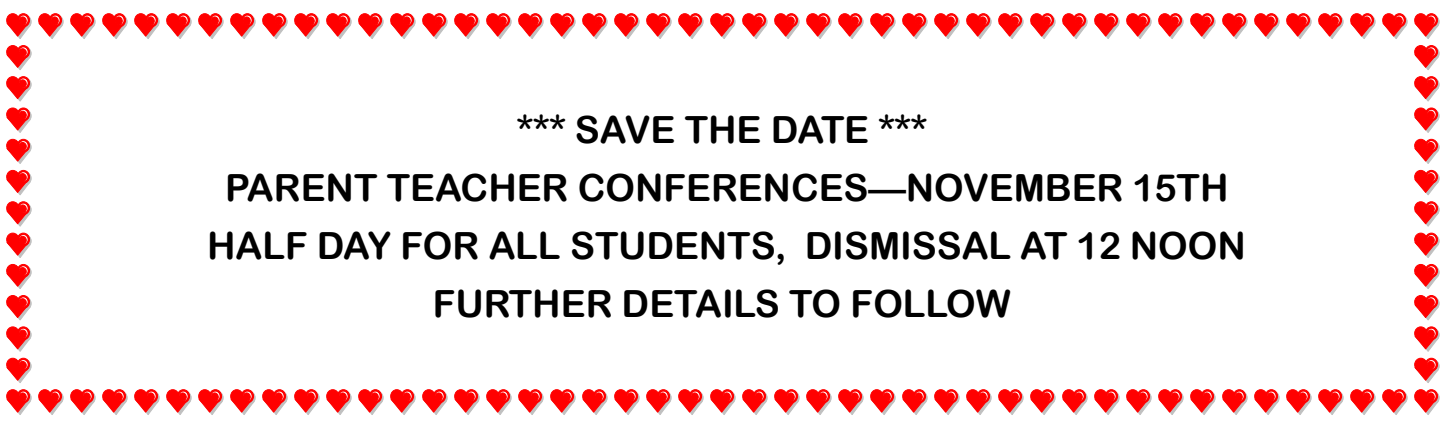 *** SAVE THE DATE ***
PARENT TEACHER CONFERENCES—NOVEMBER 15TH
HALF DAY FOR ALL STUDENTS,  DISMISSAL AT 12 NOON
FURTHER DETAILS TO FOLLOW